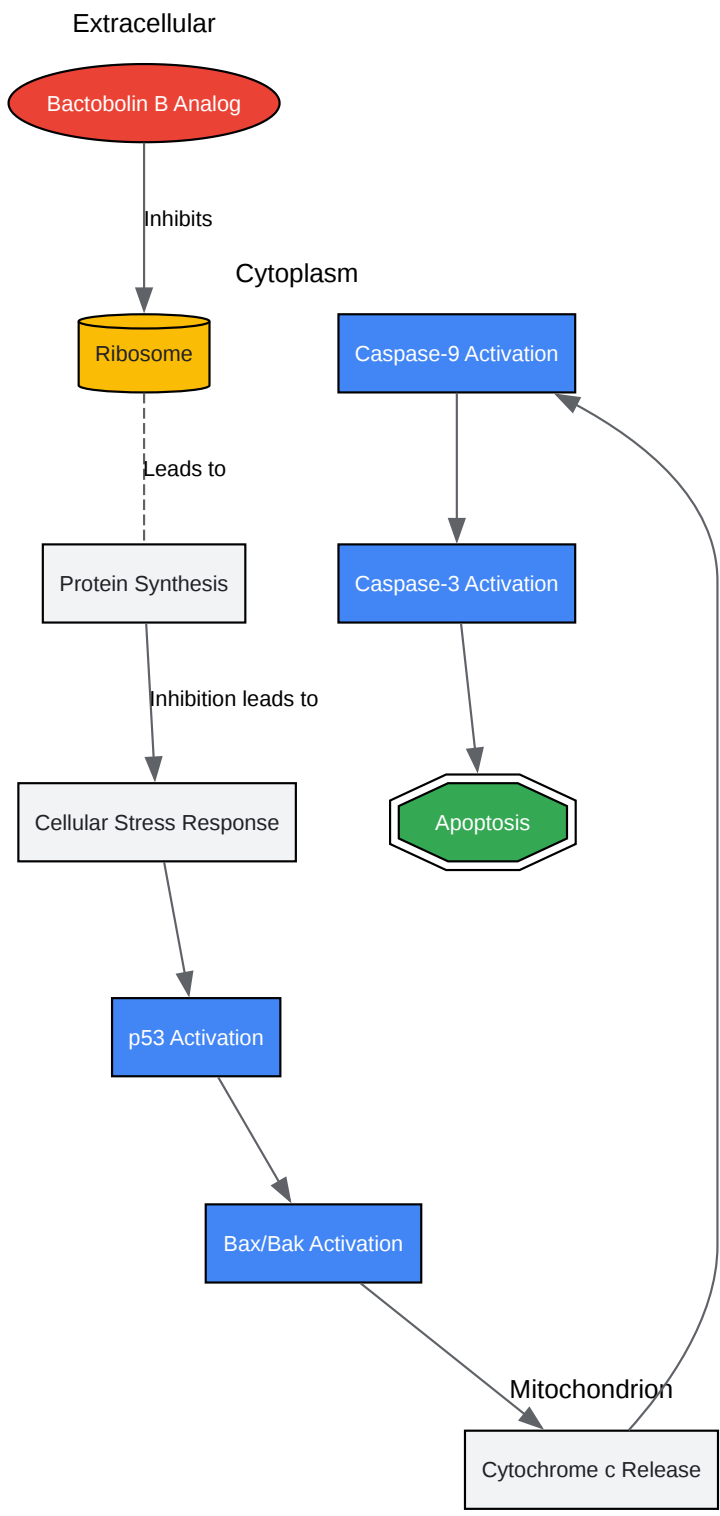 Extracellular
Bactobolin B Analog
Inhibits
Cytoplasm
Ribosome
Caspase-9 Activation
Leads to
Protein Synthesis
Caspase-3 Activation
Inhibition leads to
Cellular Stress Response
Apoptosis
p53 Activation
Bax/Bak Activation
Mitochondrion
Cytochrome c Release